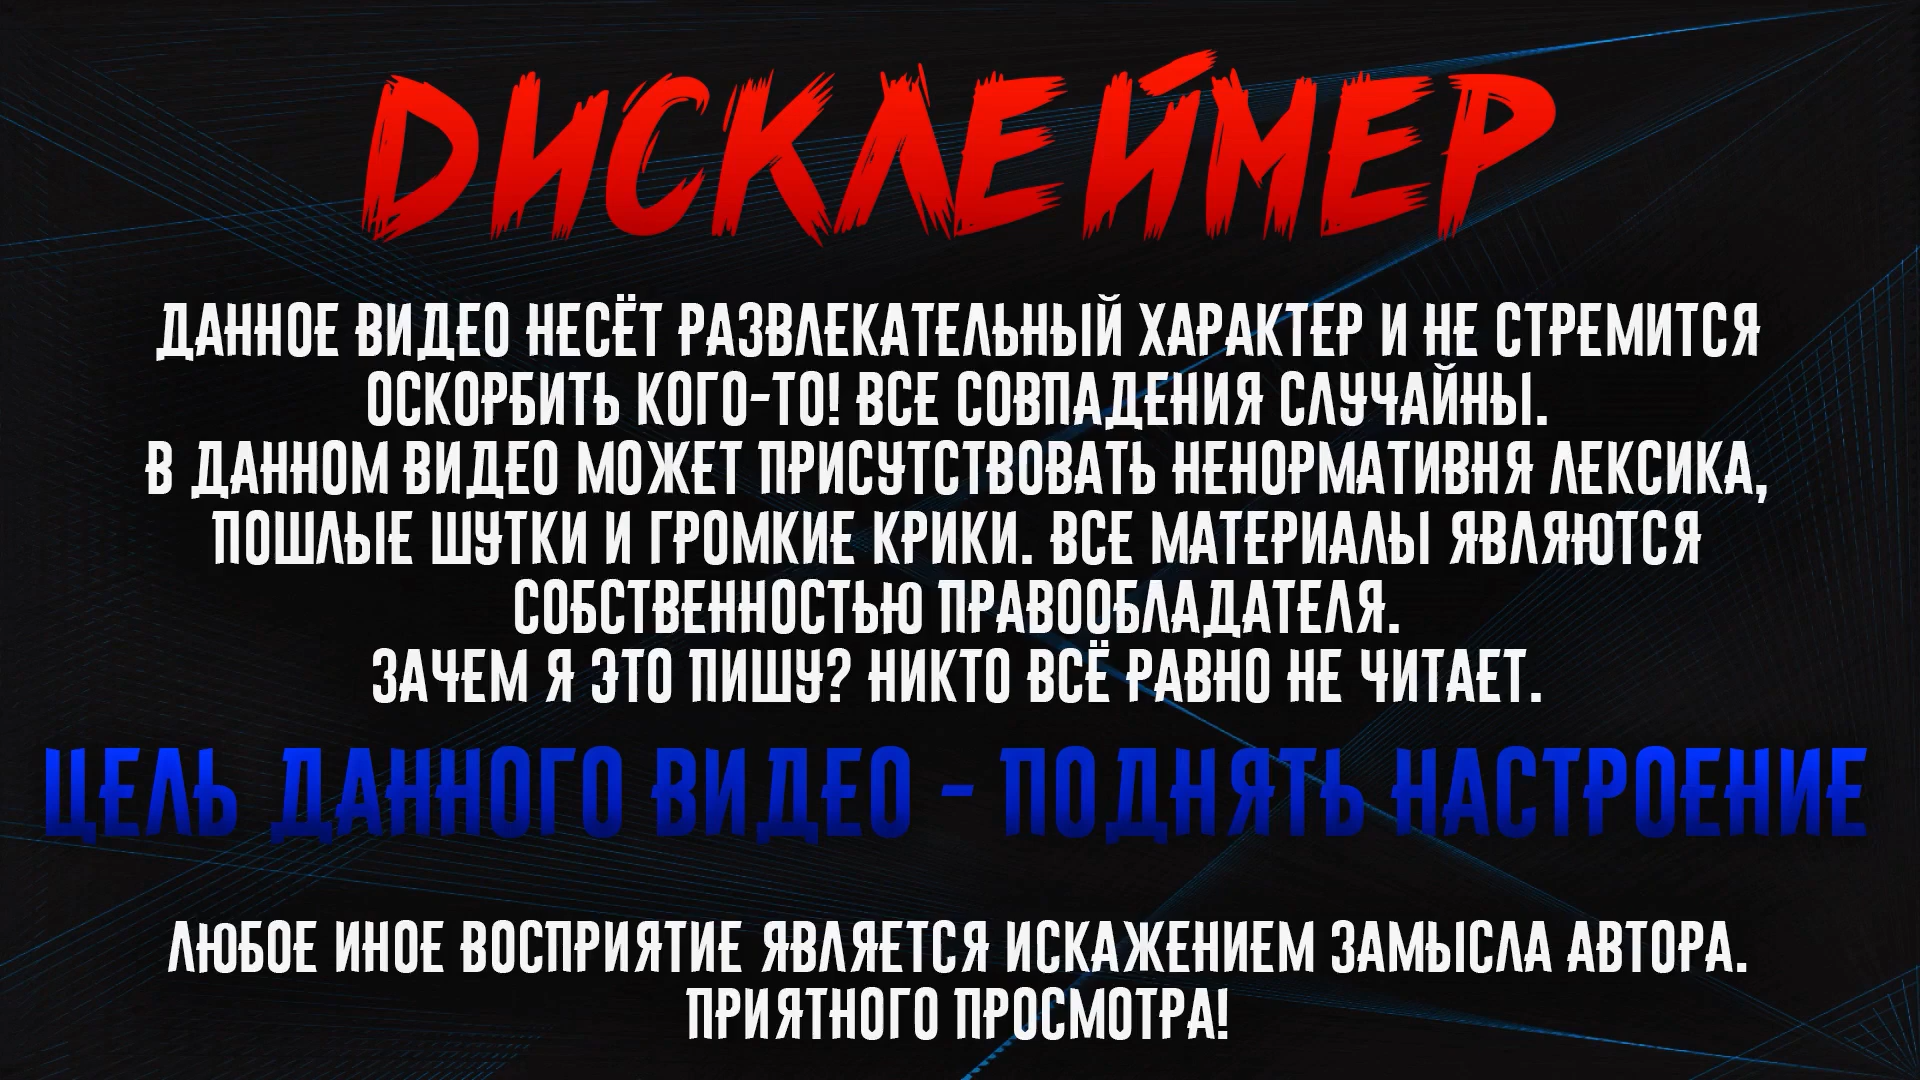 ДИСКЛЕЙМЕР
ДАННОЕ ВИДЕО НЕСЁТ РАЗВЛЕКАТЕЛЬНЫЙ ХАРАКТЕР И НЕ СТРЕМИТСЯ
ОСКОРБИТЬ КОГО-ТО! ВСЕ СОВПАДЕНИЯ СЛУЧАЙНЫ.
В ДАННОМ ВИДЕО МОЖЕТ ПРИСУТСТВОВАТЬ НЕНОРМАТИВНЯ ЛЕКСИКА,
ПОШЛЫЕ ШУТКИ И ГРОМКИЕ КРИКИ. ВСЕ МАТЕРИАЛЫ ЯВЛЯЮТСЯ
СОБСТВЕННОСТЬЮ ПРАВООБЛАДАТЕЛЯ.
ЗАЧЕМ Я ЭТО ПИШУ? НИКТО ВСЁ РАВНО НЕ ЧИТАЕТ.
ЦЕЛЬ ДАННОГО ВИДЕО - ПОДНЯТЬ НАСТРОЕНИЕ
ЛЮБОЕ ИНОЕ ВОСПРИЯТИЕ ЯВЛЯЕТСЯ ИСКАЖЕНИЕМ ЗАМЫСЛА АВТОРА.
ПРИЯТНОГО ПРОСМОТРА!